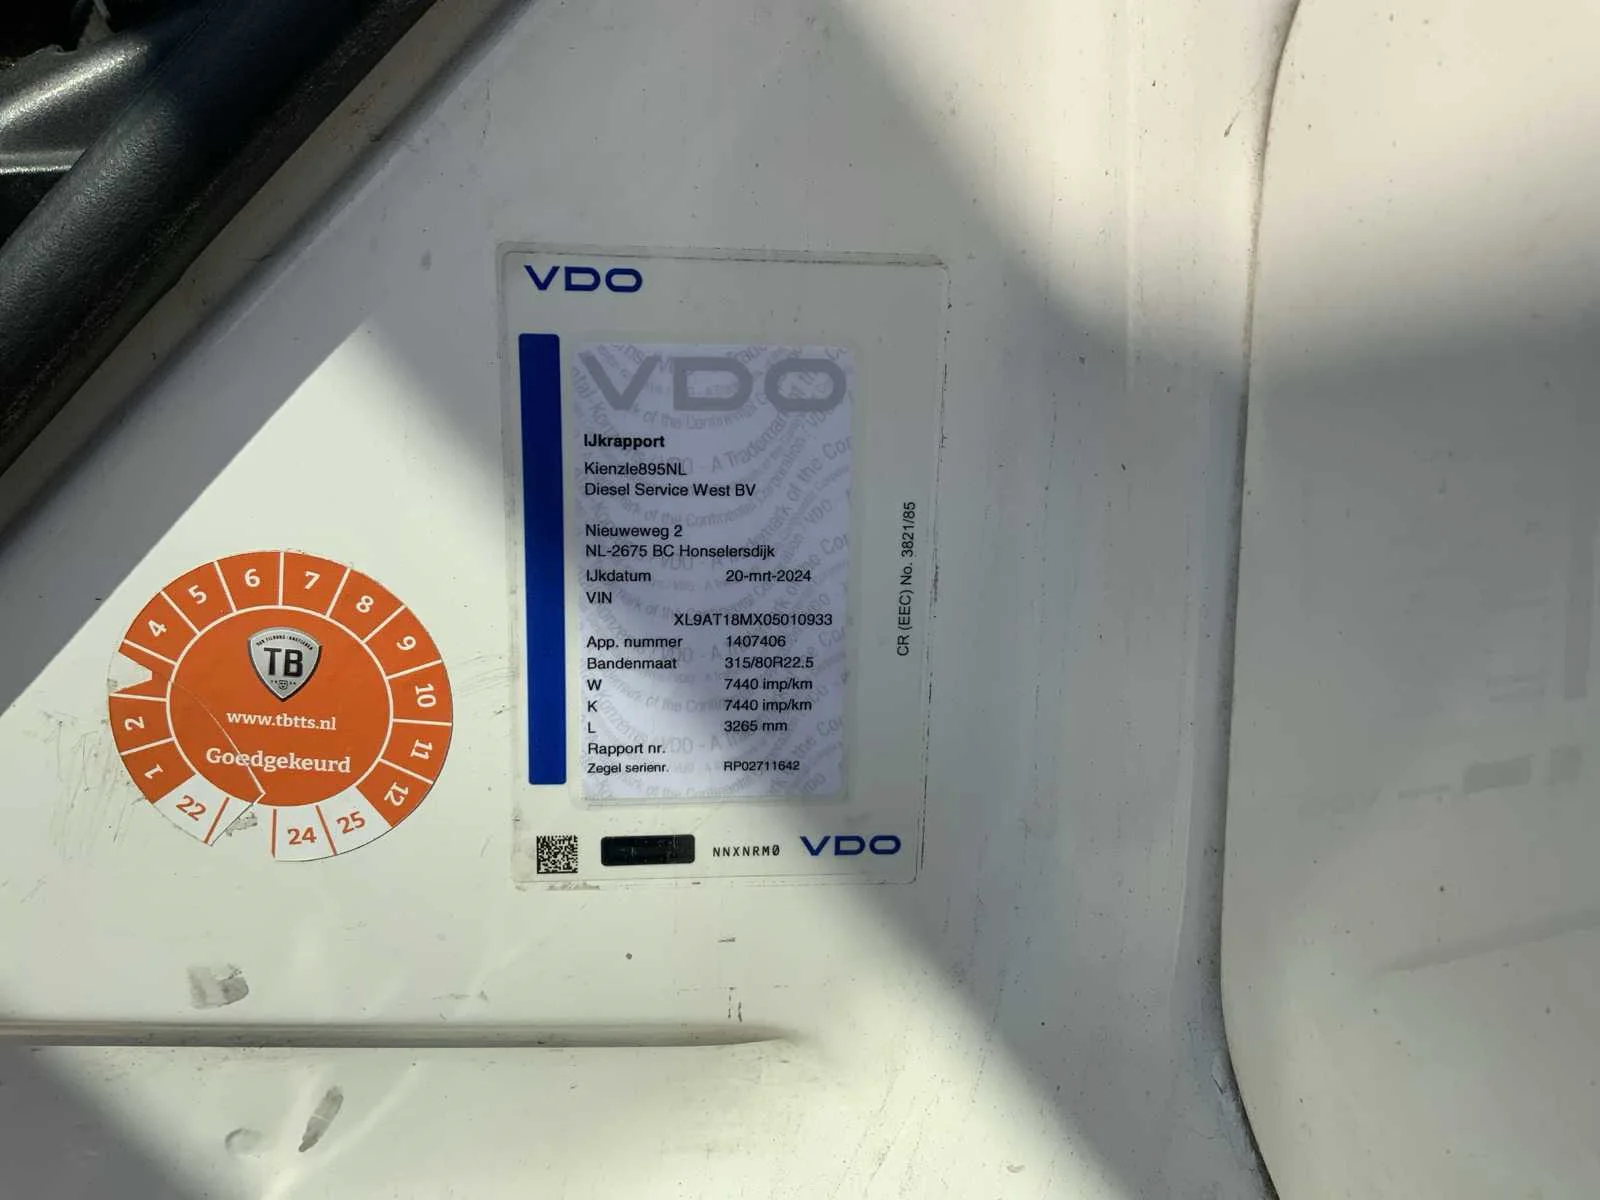 VDO
VDO
IJkrapport
Kienzle895NL
Diesel Service West BV
Nieuweweg 2
NL-2675 BC Honselersdijk
IJkdatum 20-mrt-2024
VIN
XL9AT18MX05010933
App. nummer 1407406
Bandenmaat 315/80R22.5
W 7440 imp/km
K 7440 imp/km
L 3265 mm
Rapport nr.
Zegel serienr. RP02711642
CR (EEC) No. 3821/85
NNXNRM0 VDO
1 2 4 5 6 7 8 9 10 11 12
TB
www.tbtts.nl
Goedgekeurd
22 24 25